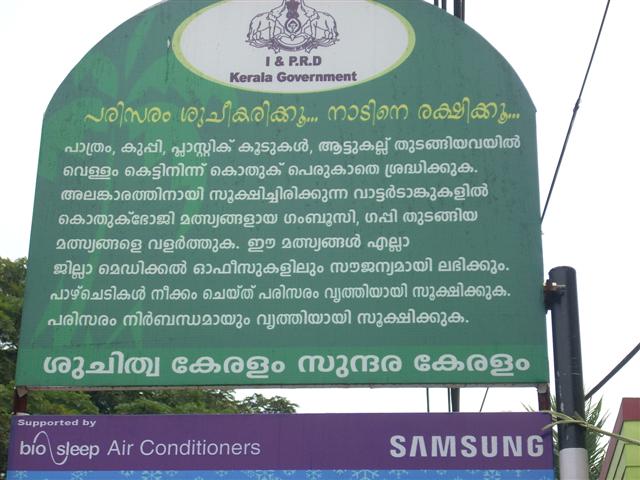 I & P.R.D
Kerala Government
പരിസരം ശുചീകരിക്കൂ... നാടിനെ രക്ഷിക്കൂ...
പാത്രം, കുപ്പി, പ്ലാസ്റ്റിക് കൂടുകൾ, ആട്ടുകല്ല് തുടങ്ങിയവയിൽ
വെള്ളം കെട്ടിനിന്ന് കൊതുക് പെരുകാതെ ശ്രദ്ധിക്കുക.
അലങ്കാരത്തിനായി സൂക്ഷിച്ചിരിക്കുന്ന വാട്ടർടാങ്കുകളിൽ
കൊതുക്ഭോജി മത്സ്യങ്ങളായ ഗംബൂസി, ഗപ്പി തുടങ്ങിയ
മത്സ്യങ്ങളെ വളർത്തുക. ഈ മത്സ്യങ്ങൾ എല്ലാ
ജില്ലാ മെഡിക്കൽ ഓഫീസുകളിലും സൗജന്യമായി ലഭിക്കും.
പാഴ്ചെടികൾ നീക്കം ചെയ്ത് പരിസരം വൃത്തിയായി സൂക്ഷിക്കുക.
പരിസരം നിർബന്ധമായും വൃത്തിയായി സൂക്ഷിക്കുക.
ശുചിത്വ കേരളം സുന്ദര കേരളം
Supported by
bio sleep Air Conditioners SAMSUNG